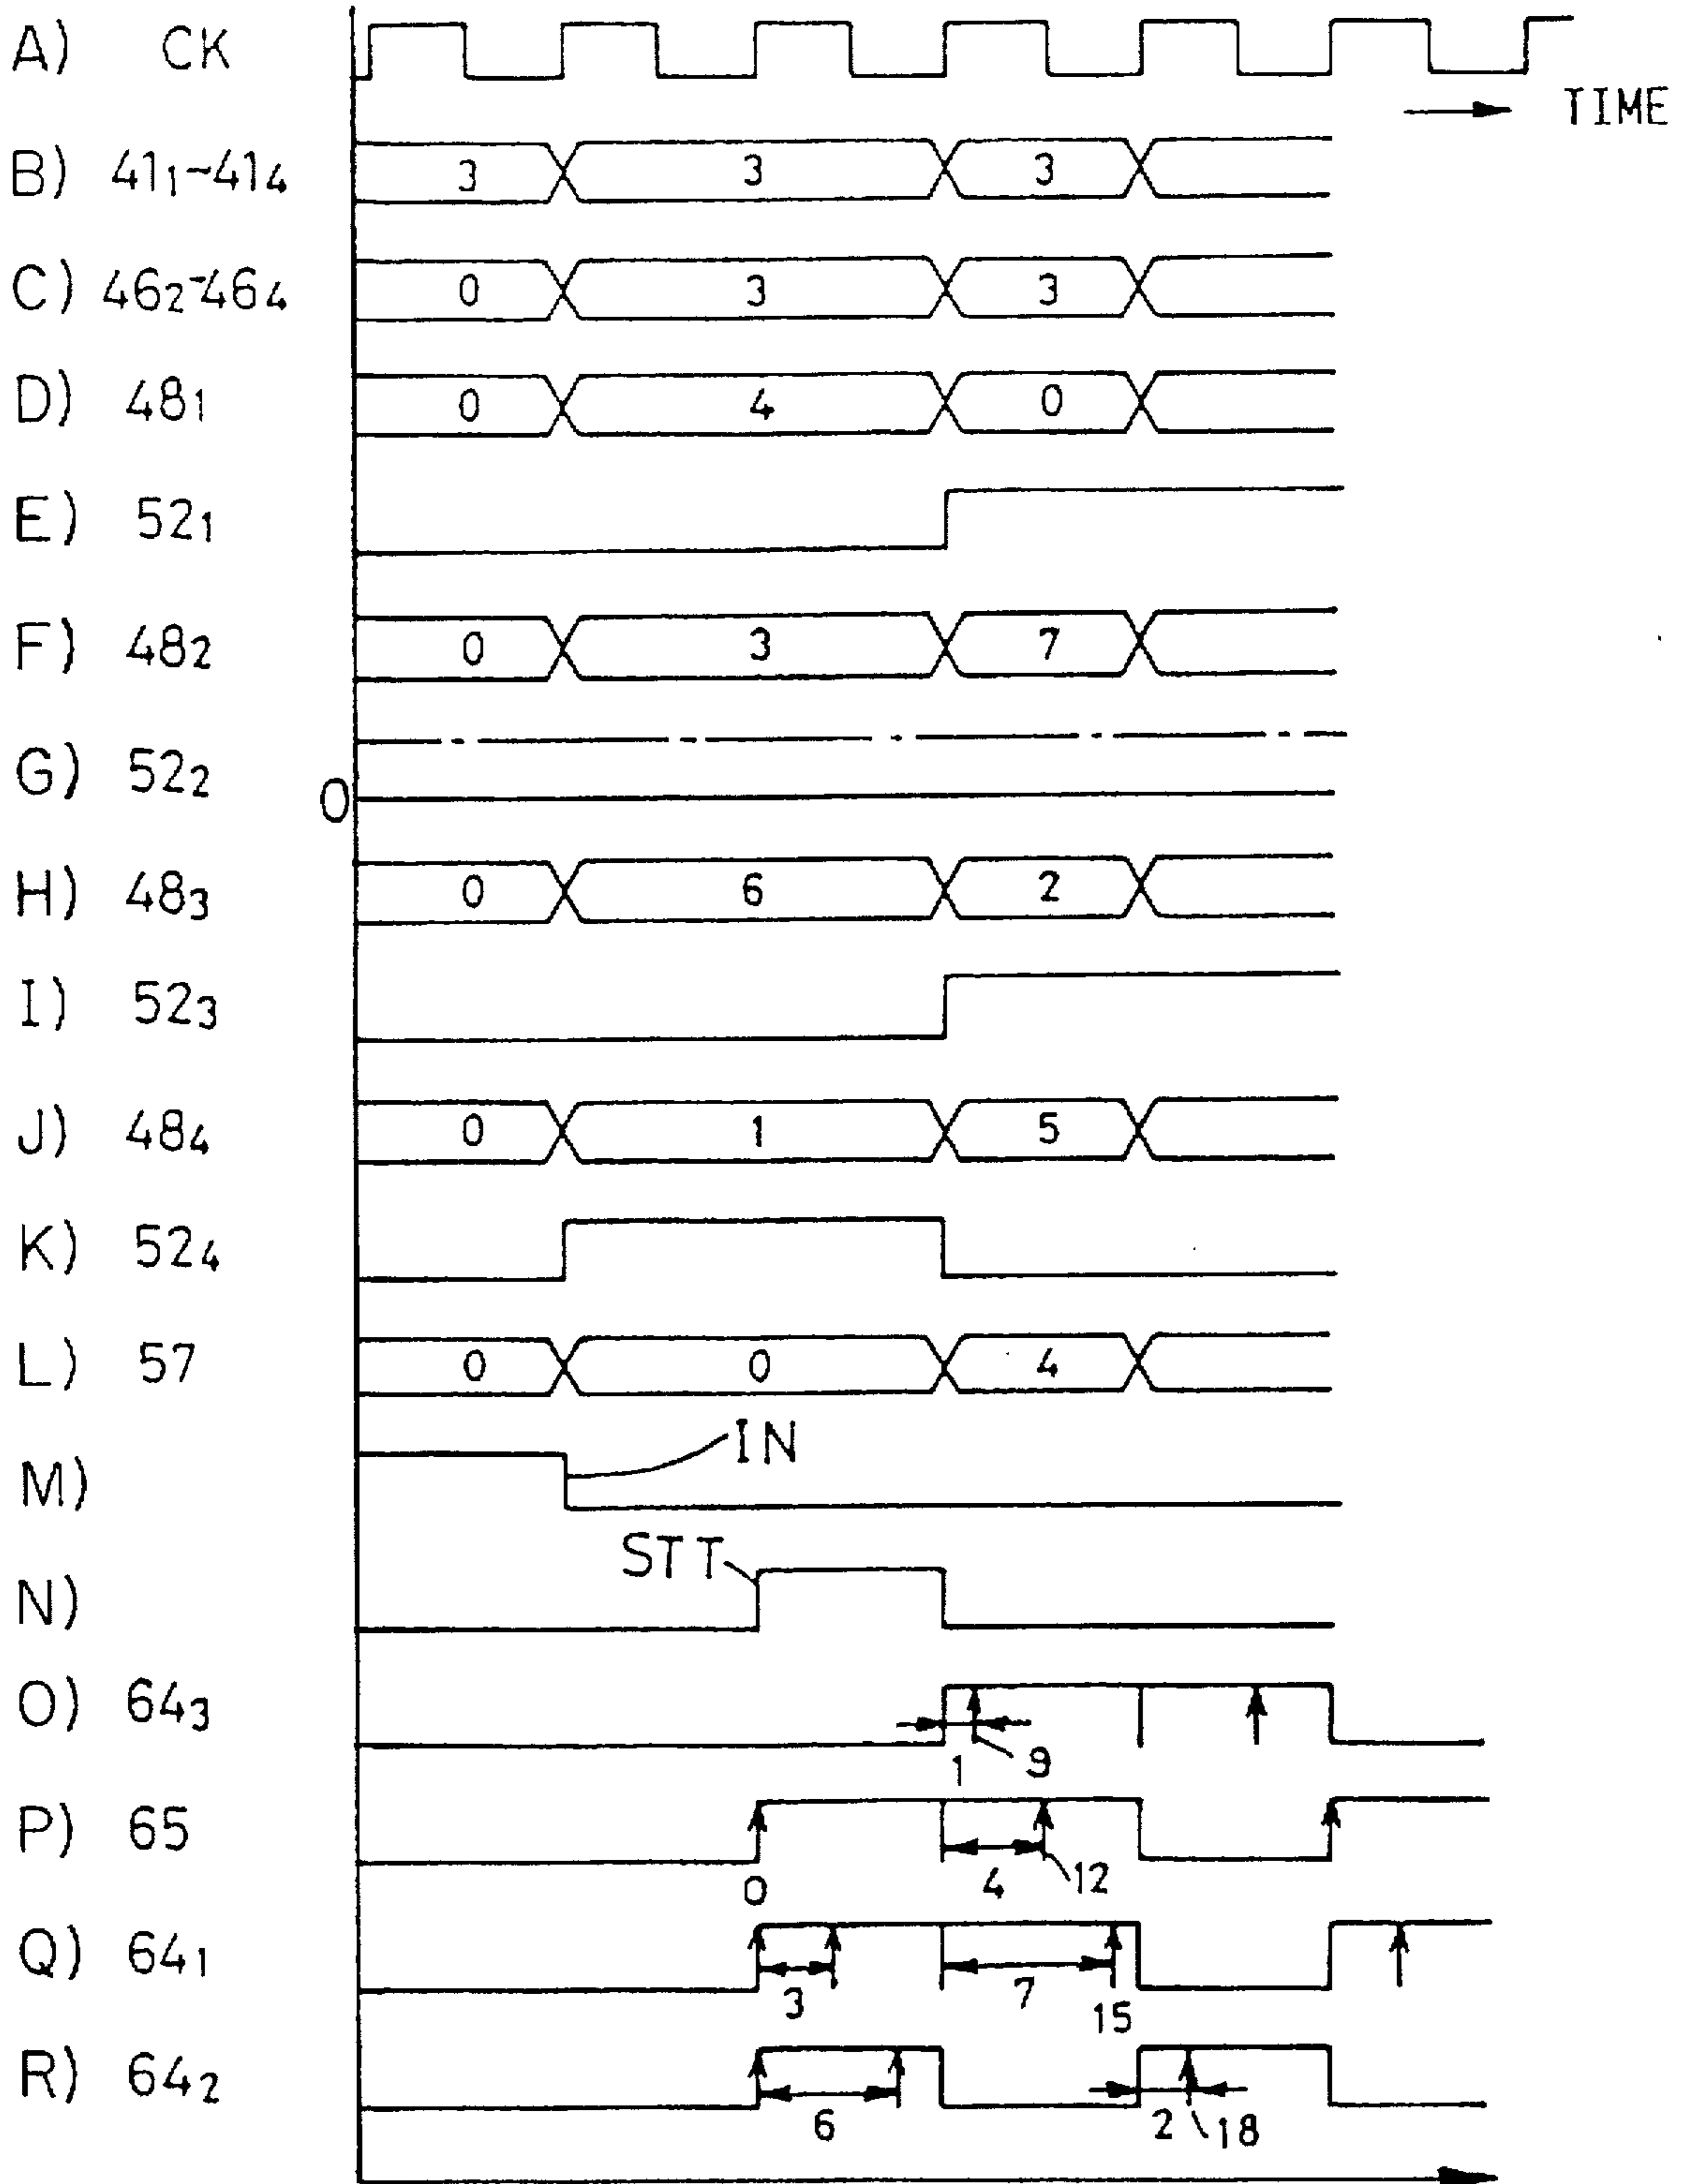 A) CK
TIME
B) 41₁~41₄ 3 3 3
C) 46₂~46₄ 0 3 3
D) 48₁ 0 4 0
E) 52₁
F) 48₂ 0 3 7
G) 52₂ 0
H) 48₃ 0 6 2
I) 52₃
J) 48₄ 0 1 5
K) 52₄
L) 57 0 0 4
M) IN
N) STT
O) 64₃ 1 9
P) 65 0 4 12
Q) 64₁ 3 7 15
R) 64₂ 6 2 18